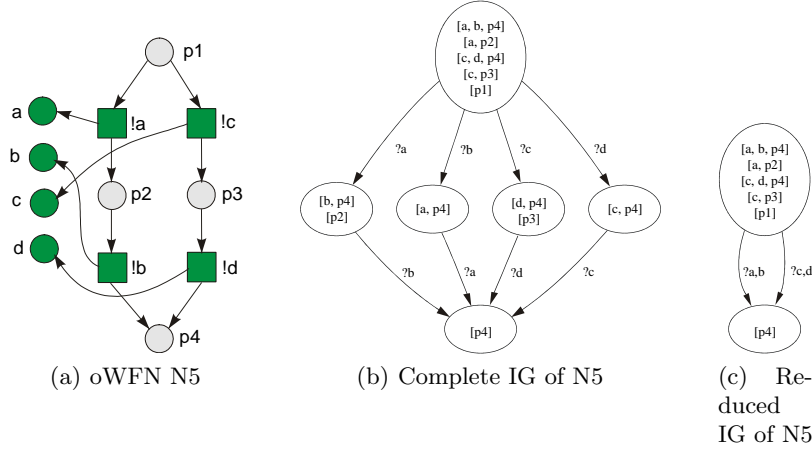 p1
a
!a
!c
b
p2
p3
c
d
!b
!d
p4
(a) oWFN N5
[a, b, p4]
[a, p2]
[c, d, p4]
[c, p3]
[p1]
?a
?b
?c
?d
[b, p4]
[p2]
[a, p4]
[d, p4]
[p3]
[c, p4]
?b
?a
?d
?c
[p4]
(b) Complete IG of N5
[a, b, p4]
[a, p2]
[c, d, p4]
[c, p3]
[p1]
?a,b
?c,d
[p4]
(c) Re-
duced
IG of N5